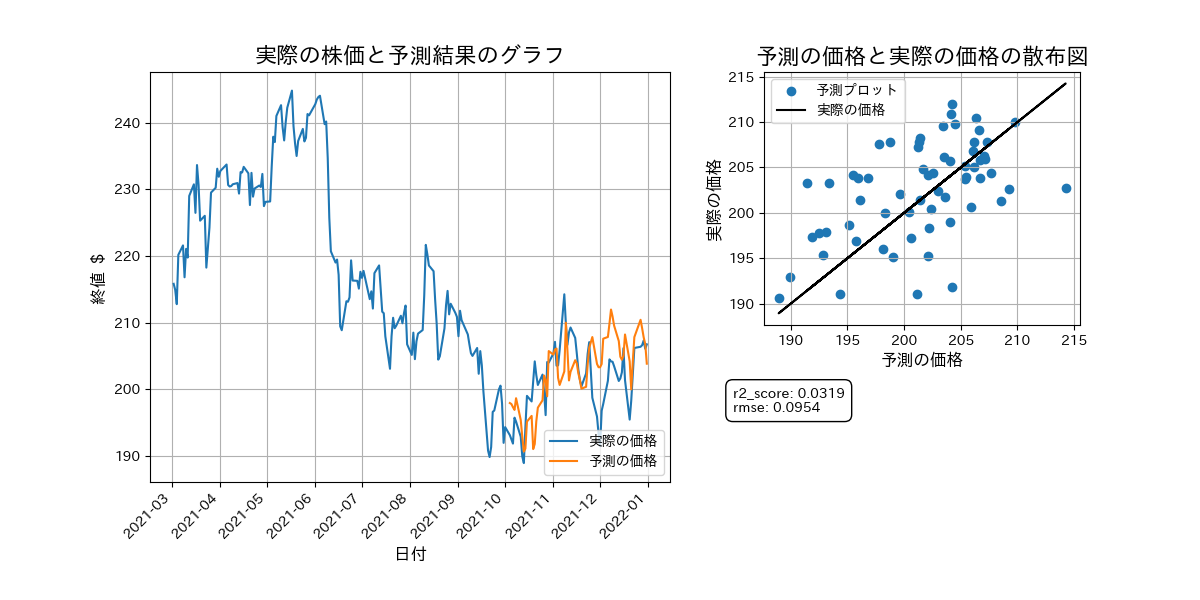 実際の株価と予測結果のグラフ
終値 $
240
230
220
210
200
190
2021-03
2021-04
2021-05
2021-06
2021-07
2021-08
2021-09
2021-10
2021-11
2021-12
2022-01
日付
実際の価格
予測の価格
予測の価格と実際の価格の散布図
実際の価格
215
210
205
200
195
190
190
195
200
205
210
215
予測の価格
予測プロット
実際の価格
r2_score: 0.0319
rmse: 0.0954